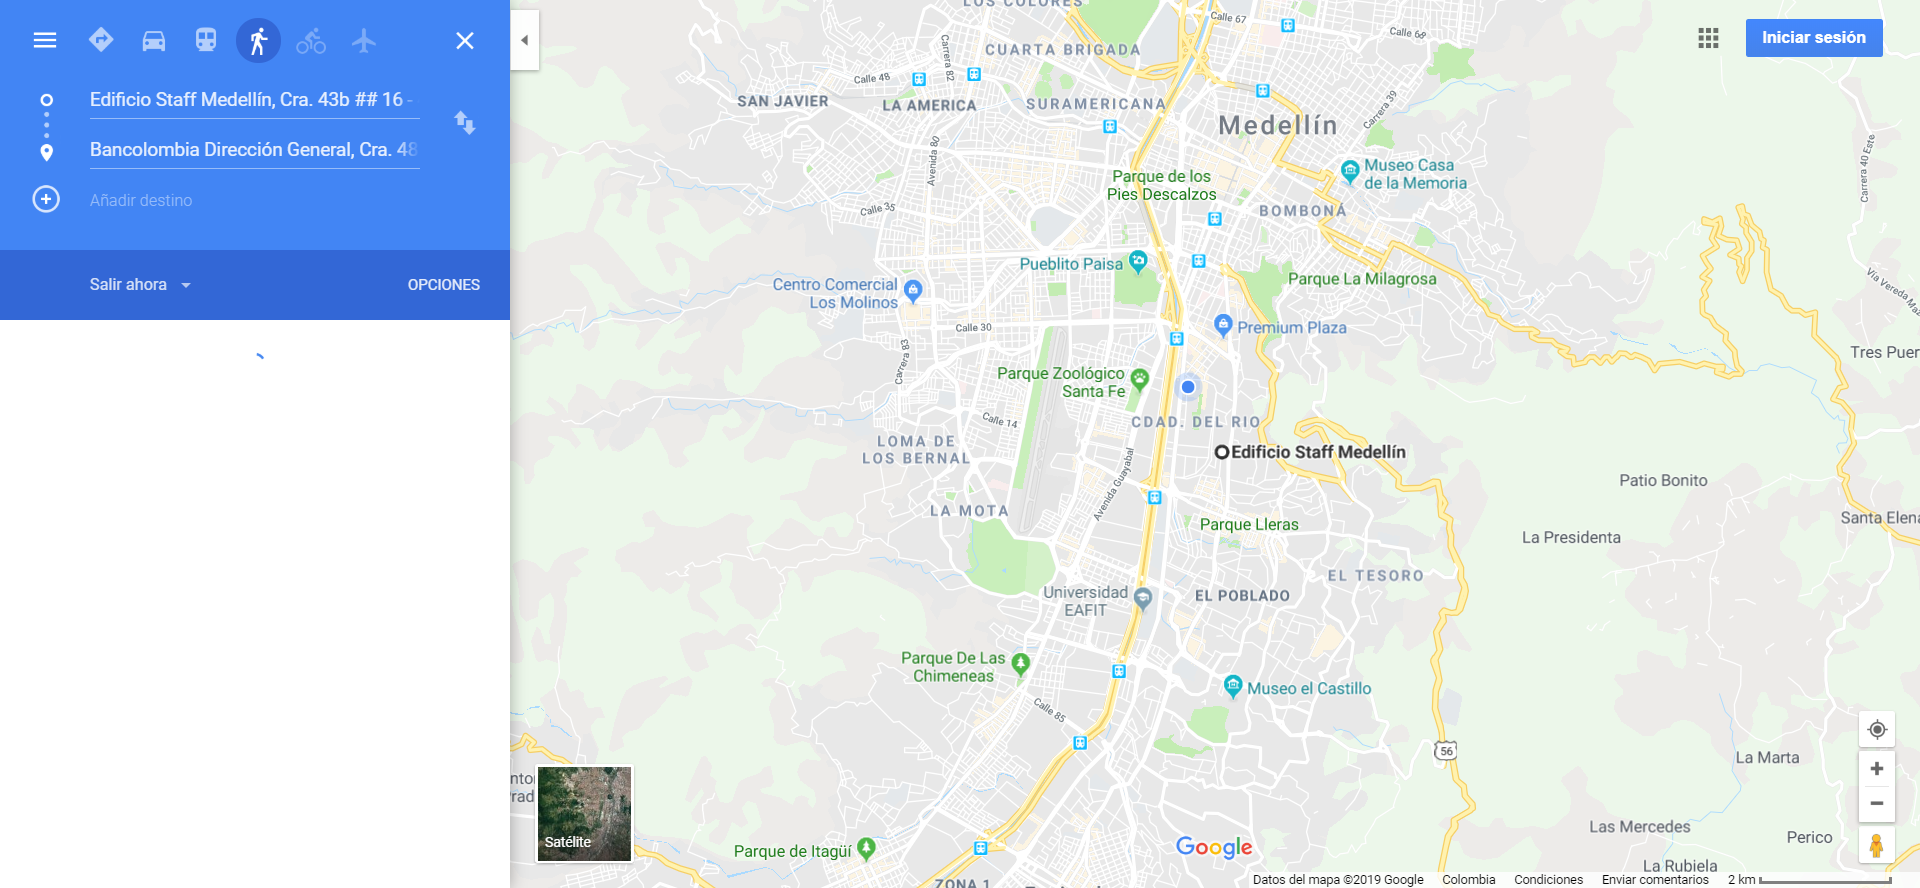 Edificio Staff Medellín, Cra. 43b ## 16 -
Bancolombia Dirección General, Cra. 48
Añadir destino
Salir ahora
OPCIONES
Iniciar sesión
LOS COLORES
Calle 67
Calle 68
CUARTA BRIGADA
Carrera 82
Calle 48
SAN JAVIER
LA AMERICA
SURAMERICANA
Carrera 39
Medellín
Avenida 80
Carrera 40 Este
Museo Casa
de la Memoria
Parque de los
Pies Descalzos
Calle 35
BOMBONÁ
Pueblito Paisa
Parque La Milagrosa
Vía Vereda Ma
Centro Comercial
Los Molinos
Calle 30
Premium Plaza
Carrera 83
Tres Puer
Parque Zoológico
Santa Fe
Calle 14
CDAD. DEL RIO
LOMA DE
LOS BERNAL
Edificio Staff Medellín
Avenida Guayabal
Patio Bonito
LA MOTA
Parque Lleras
Santa Elena
La Presidenta
EL TESORO
Universidad
EAFIT
EL POBLADO
Parque De Las
Chimeneas
Museo el Castillo
Calle 85
56
La Marta
nto
rad
Satélite
Las Mercedes
Perico
Parque de Itagüí
Google
La Rubiela
ZONA 1
Datos del mapa ©2019 Google
Colombia
Condiciones
Enviar comentarios
2 km